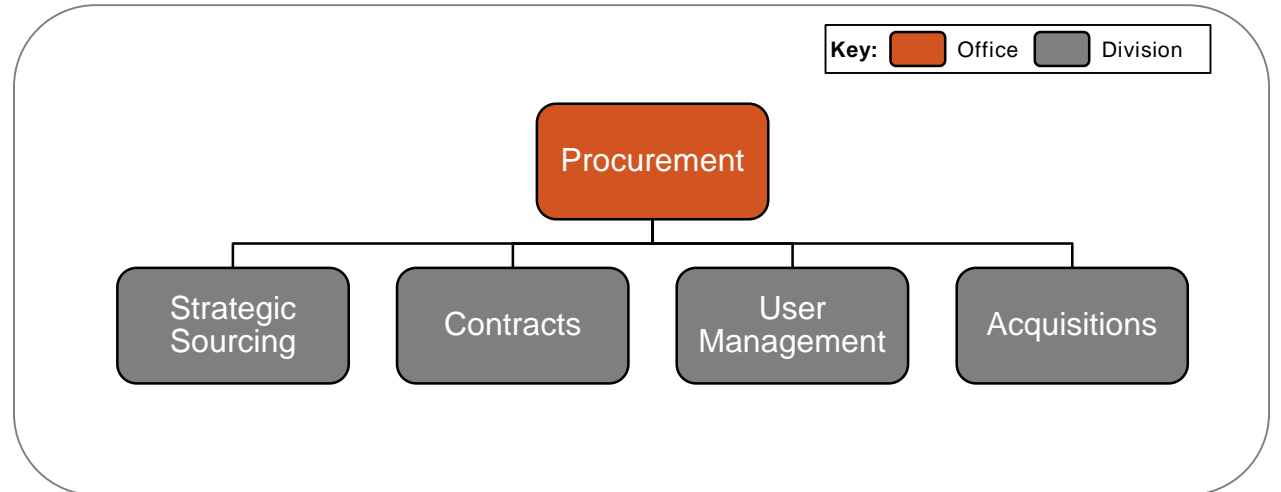 Key: Office Division
Procurement
Strategic
Sourcing
Contracts
User
Management
Acquisitions